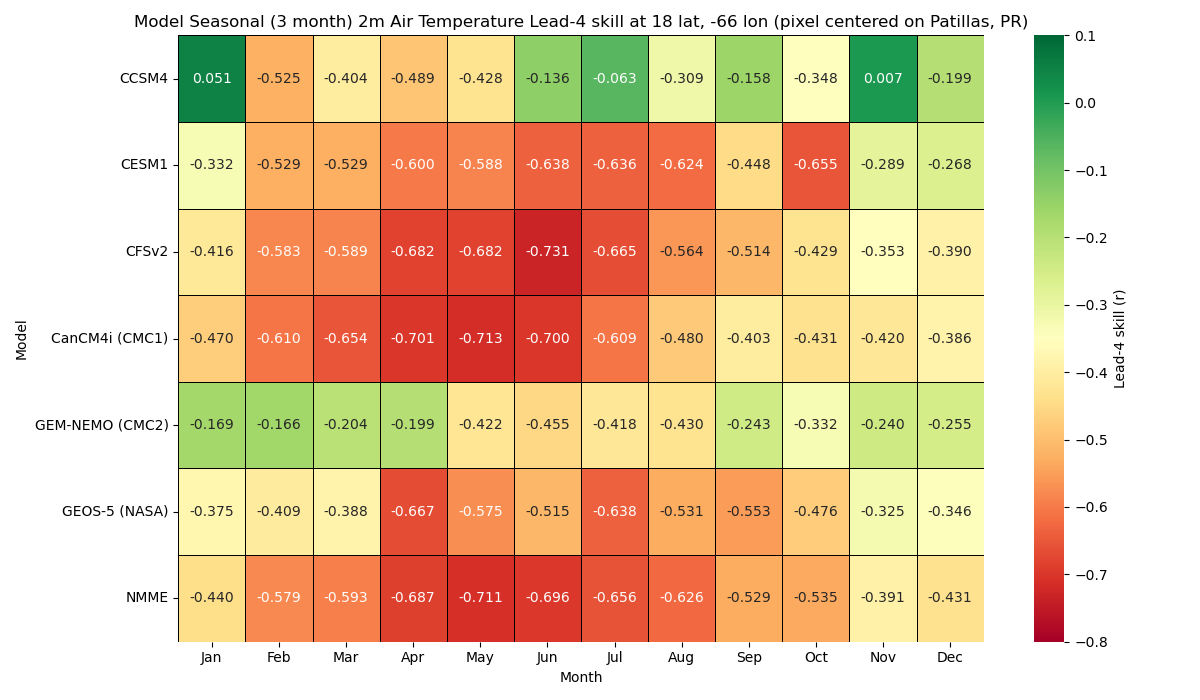 Model Seasonal (3 month) 2m Air Temperature Lead-4 skill at 18 lat, -66 lon (pixel centered on Patillas, PR)
CCSM4 0.051 -0.525 -0.404 -0.489 -0.428 -0.136 -0.063 -0.309 -0.158 -0.348 0.007 -0.199
CESM1 -0.332 -0.529 -0.529 -0.600 -0.588 -0.638 -0.636 -0.624 -0.448 -0.655 -0.289 -0.268
CFSv2 -0.416 -0.583 -0.589 -0.682 -0.682 -0.731 -0.665 -0.564 -0.514 -0.429 -0.353 -0.390
CanCM4i (CMC1) -0.470 -0.610 -0.654 -0.701 -0.713 -0.700 -0.609 -0.480 -0.403 -0.431 -0.420 -0.386
GEM-NEMO (CMC2) -0.169 -0.166 -0.204 -0.199 -0.422 -0.455 -0.418 -0.430 -0.243 -0.332 -0.240 -0.255
GEOS-5 (NASA) -0.375 -0.409 -0.388 -0.667 -0.575 -0.515 -0.638 -0.531 -0.553 -0.476 -0.325 -0.346
NMME -0.440 -0.579 -0.593 -0.687 -0.711 -0.696 -0.656 -0.626 -0.529 -0.535 -0.391 -0.431
Jan Feb Mar Apr May Jun Jul Aug Sep Oct Nov Dec
Month
Model
0.1
0.0
−0.1
−0.2
−0.3
−0.4
−0.5
−0.6
−0.7
−0.8
Lead-4 skill (r)